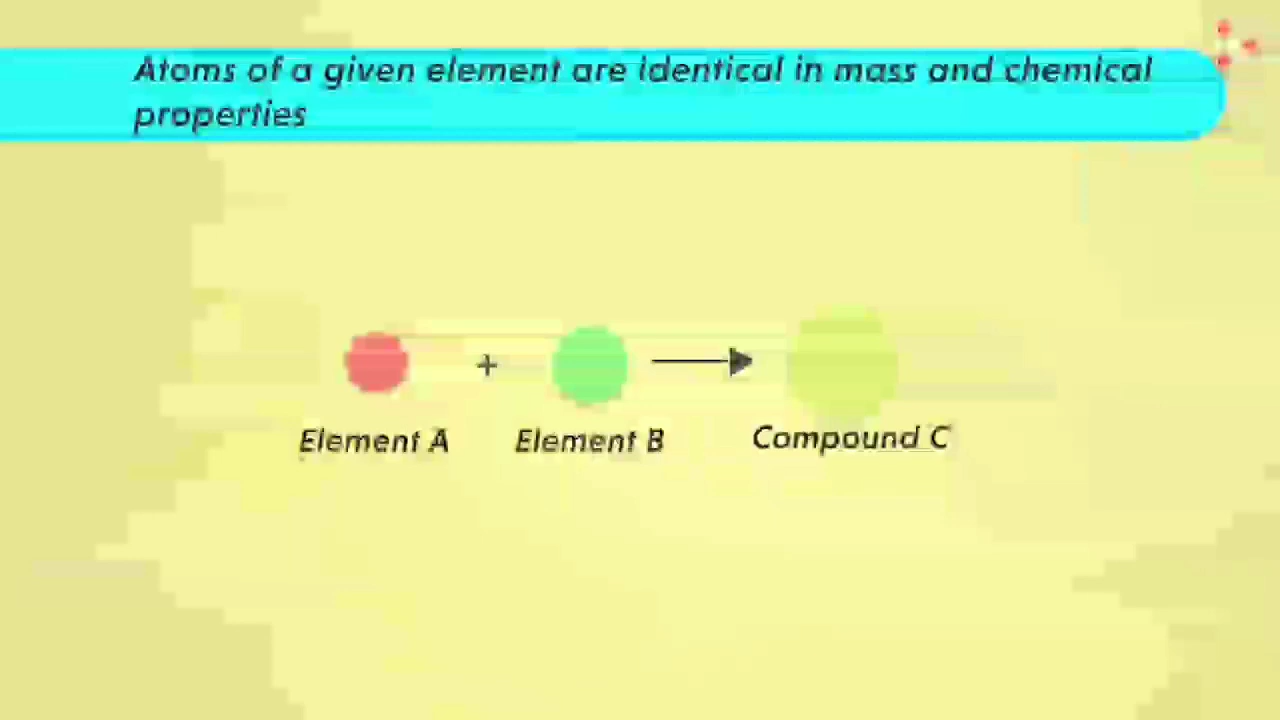 Atoms of a given element are identical in mass and chemical
properties
+
Element A Element B Compound C